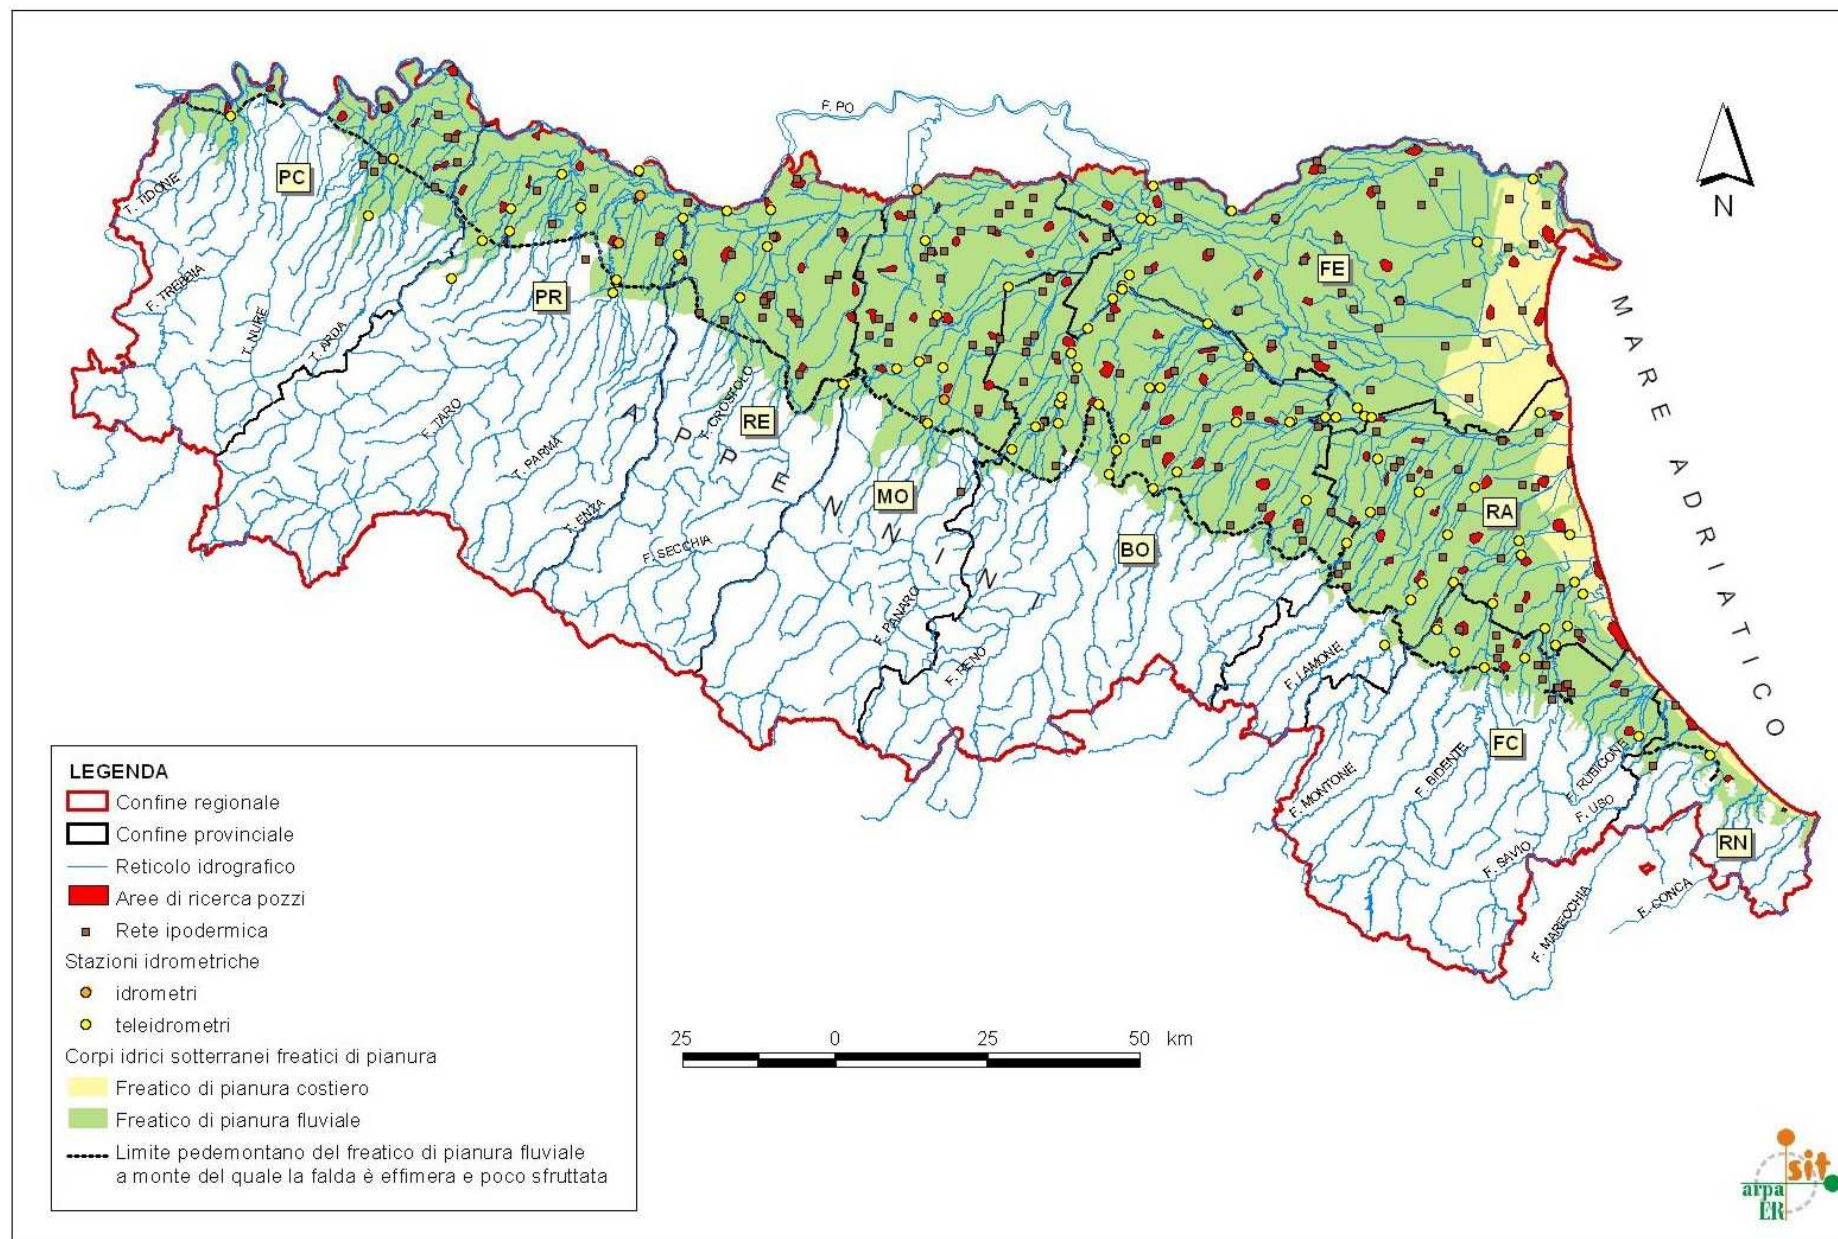 F. PO
PC
T. TIDONE
F. TREBBIA
T. NURE
T. ARDA
PR
F. TARO
T. PARMA
F. ENZA
T. CROSTOLO
RE
F. SECCHIA
APPENNINI
MO
F. PANARO
F. RENO
BO
FE
RA
F. LAMONE
F. MONTONE
F. BIDENTE
FC
F. SAVIO
F. RUBICONE
F. USO
F. MARECCHIA
F. CONCA
RN
MARE ADRIATICO
N
LEGENDA
Confine regionale
Confine provinciale
Reticolo idrografico
Aree di ricerca pozzi
Rete ipodermica
Stazioni idrometriche
idrometri
teleidrometri
Corpi idrici sotterranei freatici di pianura
Freatico di pianura costiero
Freatico di pianura fluviale
Limite pedemontano del freatico di pianura fluviale
a monte del quale la falda è effimera e poco sfruttata
25 0 25 50 km
sit
arpa
ER